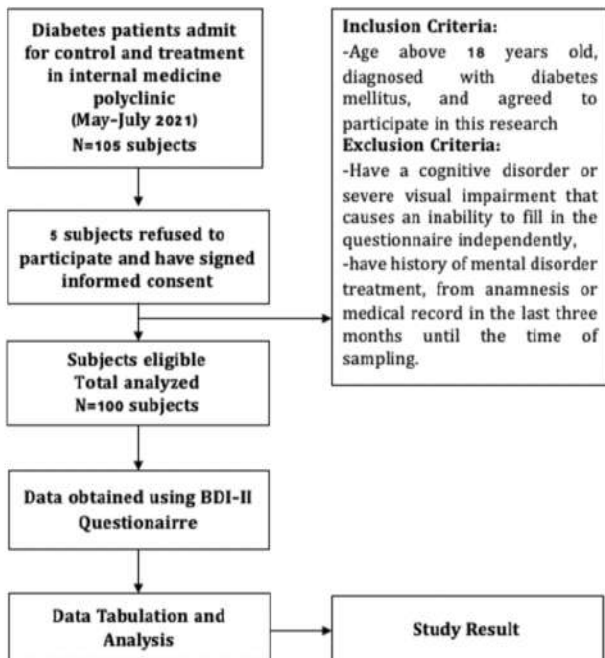 Diabetes patients admit
for control and treatment
in internal medicine
polyclinic
(May-July 2021)
N=105 subjects
5 subjects refused to
participate and have signed
informed consent
Subjects eligible
Total analyzed
N=100 subjects
Data obtained using BDI-II
Questionairre
Data Tabulation and
Analysis
Inclusion Criteria:
-Age above 18 years old,
diagnosed with diabetes
mellitus, and agreed to
participate in this research
Exclusion Criteria:
-Have a cognitive disorder or
severe visual impairment that
causes an inability to fill in the
questionnaire independently,
-have history of mental disorder
treatment, from anamnesis or
medical record in the last three
months until the time of
sampling.
Study Result